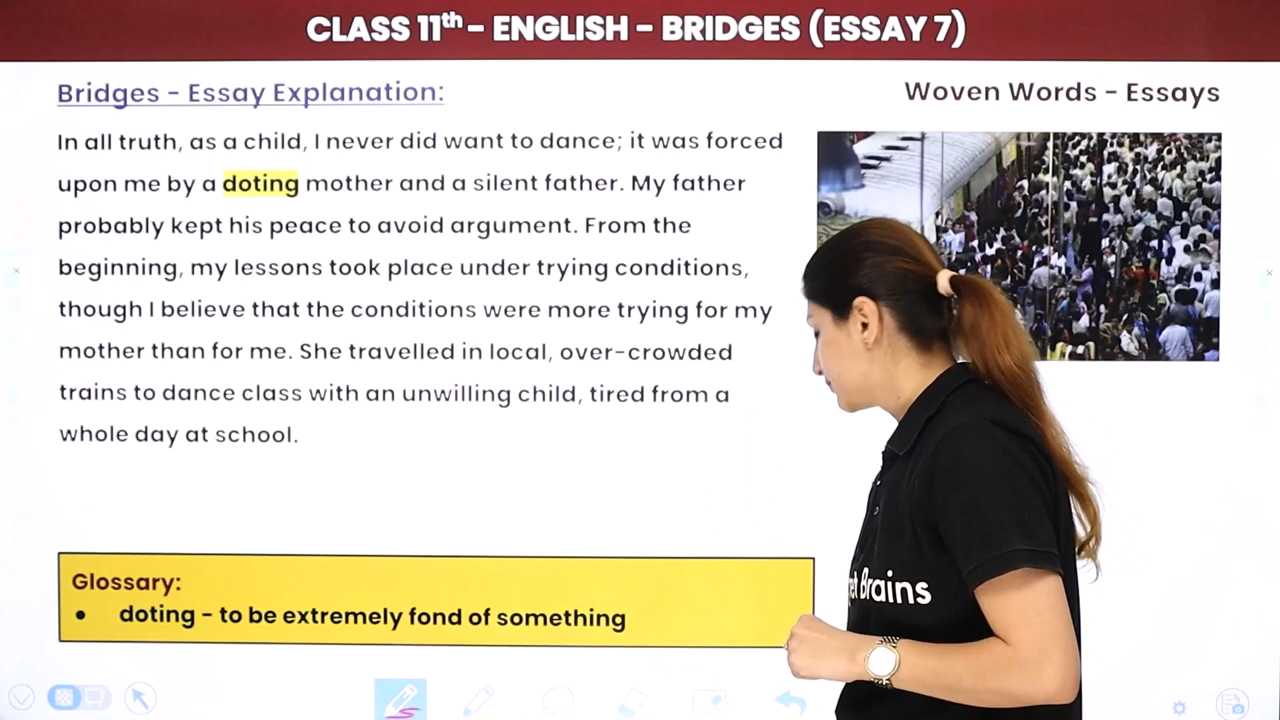 CLASS 11th - ENGLISH - BRIDGES (ESSAY 7)
Bridges - Essay Explanation:
Woven Words - Essays
In all truth, as a child, I never did want to dance; it was forced
upon me by a doting mother and a silent father. My father
probably kept his peace to avoid argument. From the
beginning, my lessons took place under trying conditions,
though I believe that the conditions were more trying for my
mother than for me. She travelled in local, over-crowded
trains to dance class with an unwilling child, tired from a
whole day at school.
Glossary:
• doting - to be extremely fond of something
Brains